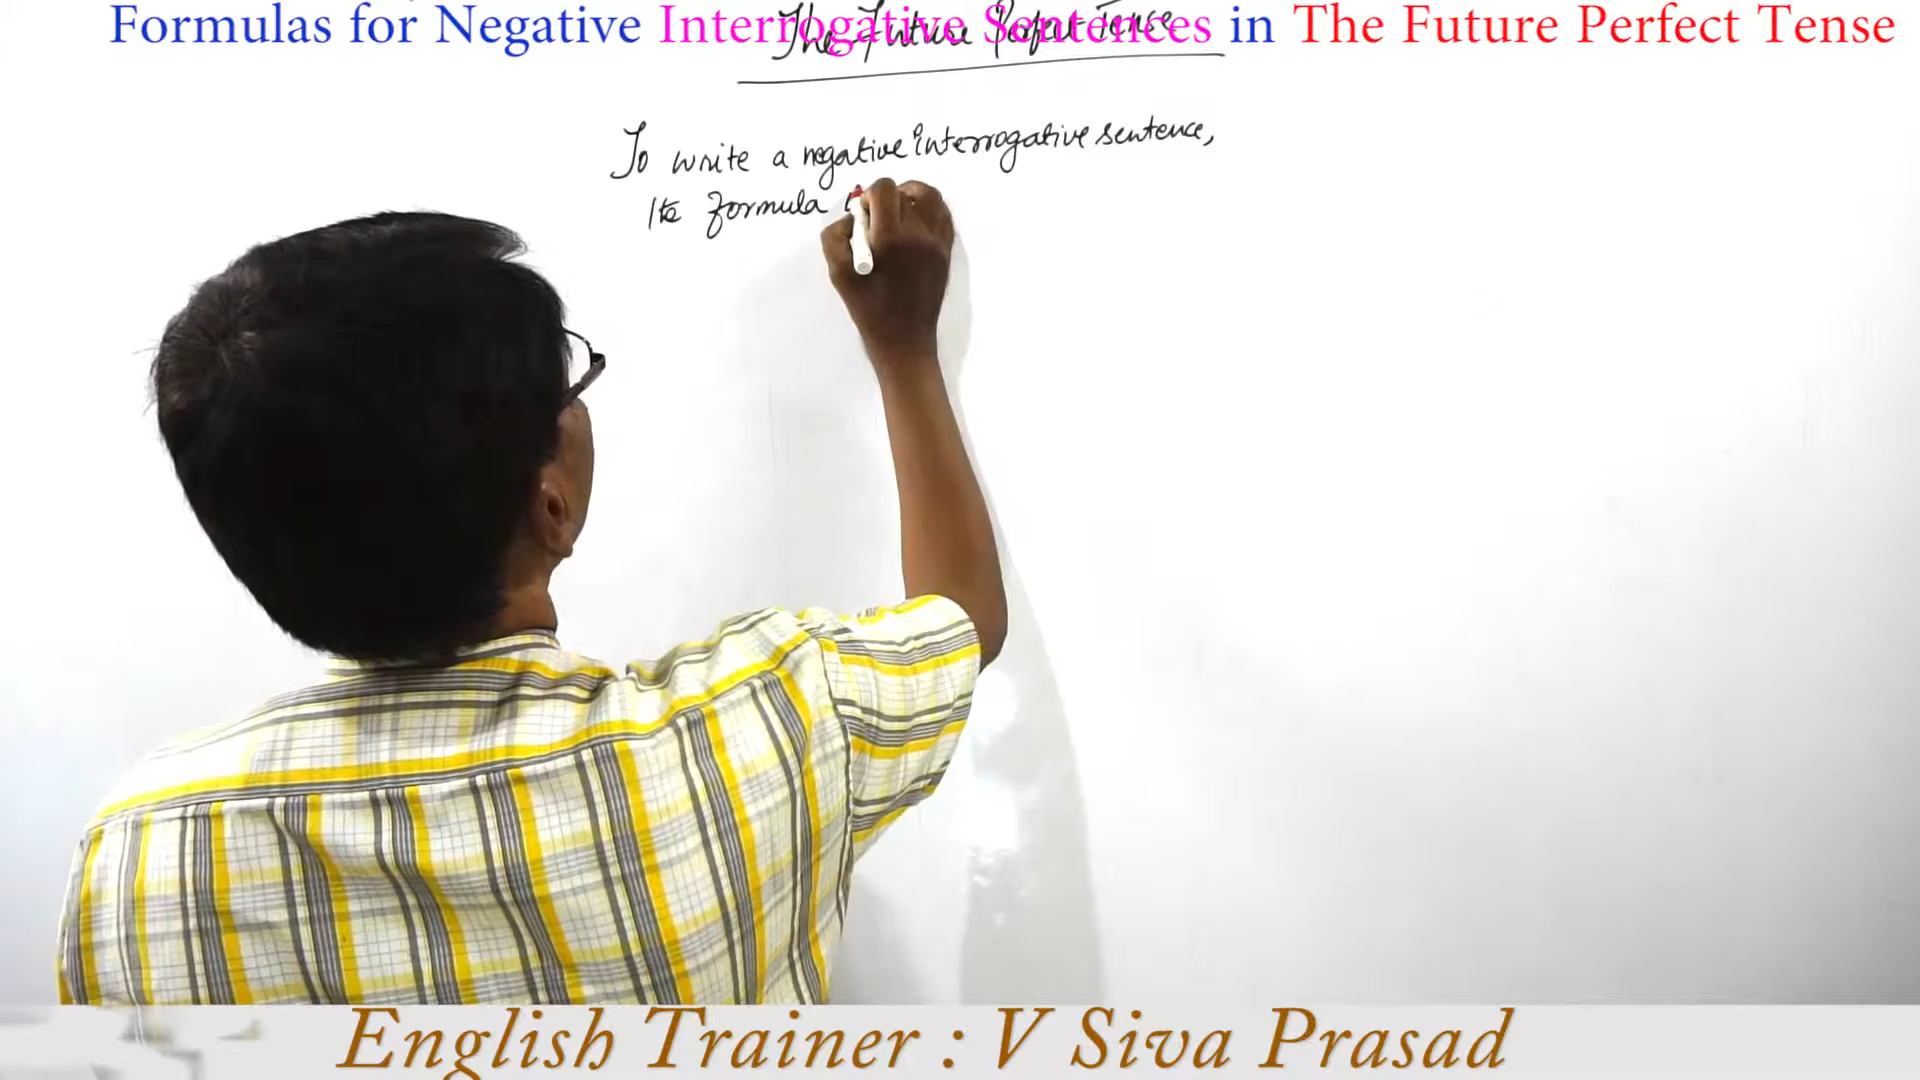 Formulas for Negative Interrogative Sentences in The Future Perfect Tense
The Future Perfect Tense
To write a negative interrogative sentence,
the formula
English Trainer : V Siva Prasad